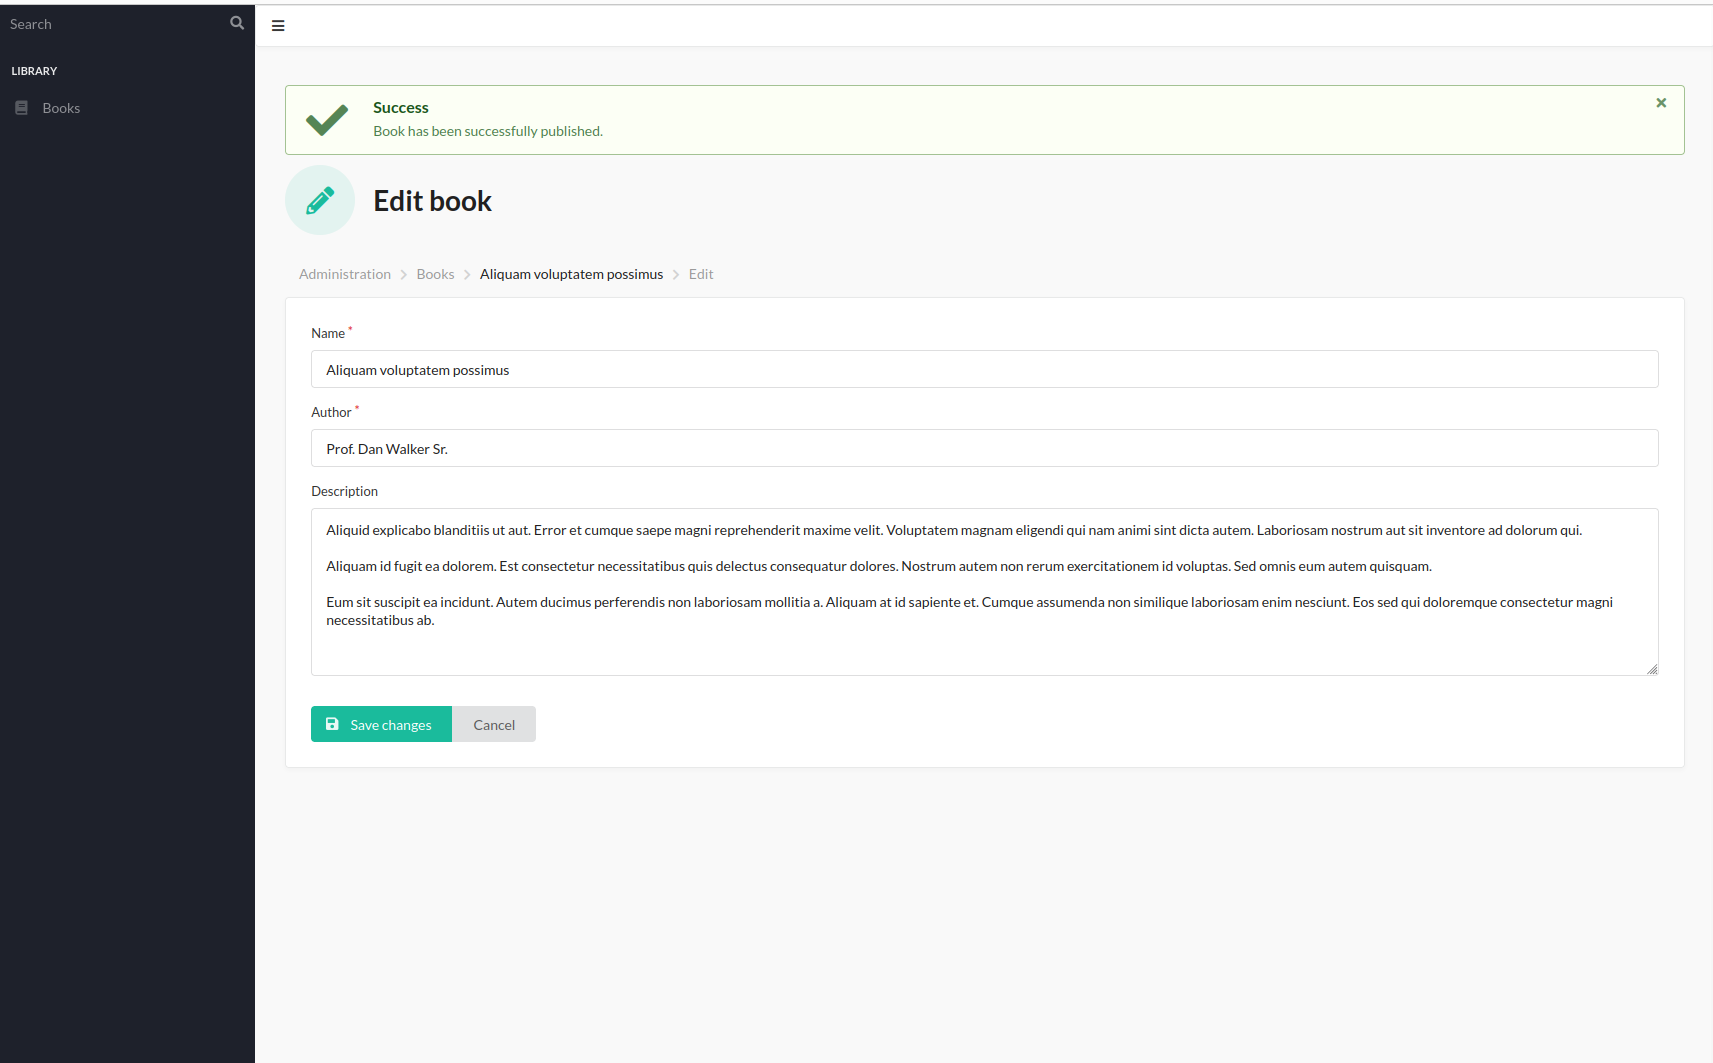 Search
LIBRARY
Books
Success
Book has been successfully published.
Edit book
Administration Books Aliquam voluptatem possimus Edit
Name *
Aliquam voluptatem possimus
Author *
Prof. Dan Walker Sr.
Description
Aliquid explicabo blanditiis ut aut. Error et cumque saepe magni reprehenderit maxime velit. Voluptatem magnam eligendi qui nam animi sint dicta autem. Laboriosam nostrum aut sit inventore ad dolorum qui.
Aliquam id fugit ea dolorem. Est consectetur necessitatibus quis delectus consequatur dolores. Nostrum autem non rerum exercitationem id voluptas. Sed omnis eum autem quisquam.
Eum sit suscipit ea incidunt. Autem ducimus perferendis non laboriosam mollitia a. Aliquam at id sapiente et. Cumque assumenda non similique laboriosam enim nesciunt. Eos sed qui doloremque consectetur magni
necessitatibus ab.
Save changes Cancel